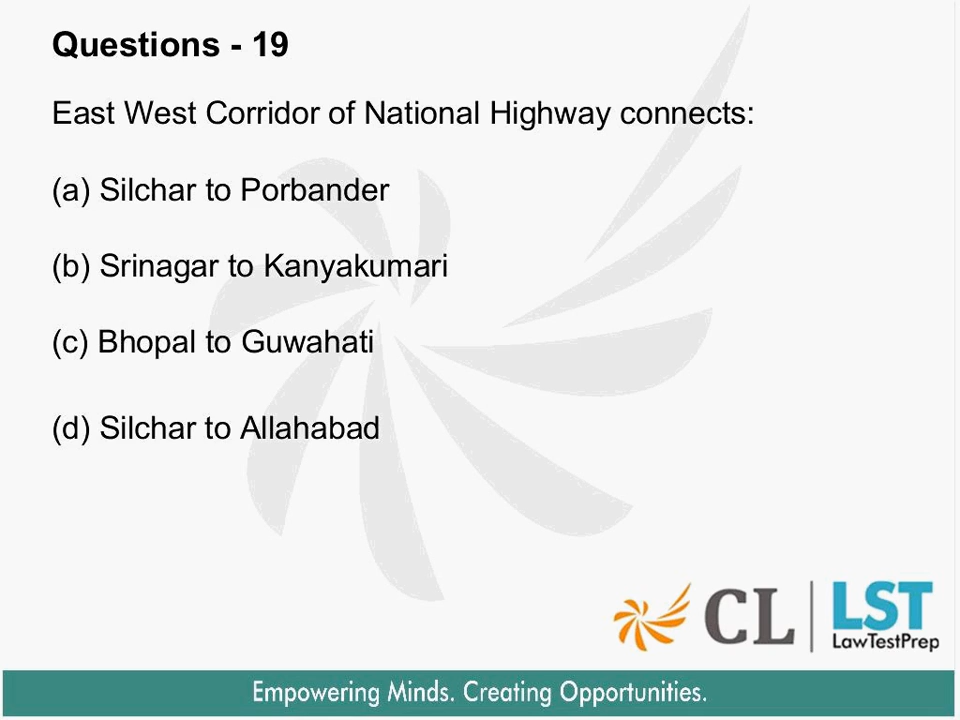 Questions - 19
East West Corridor of National Highway connects:
(a) Silchar to Porbander
(b) Srinagar to Kanyakumari
(c) Bhopal to Guwahati
(d) Silchar to Allahabad
CL | LST
LawTestPrep
Empowering Minds. Creating Opportunities.